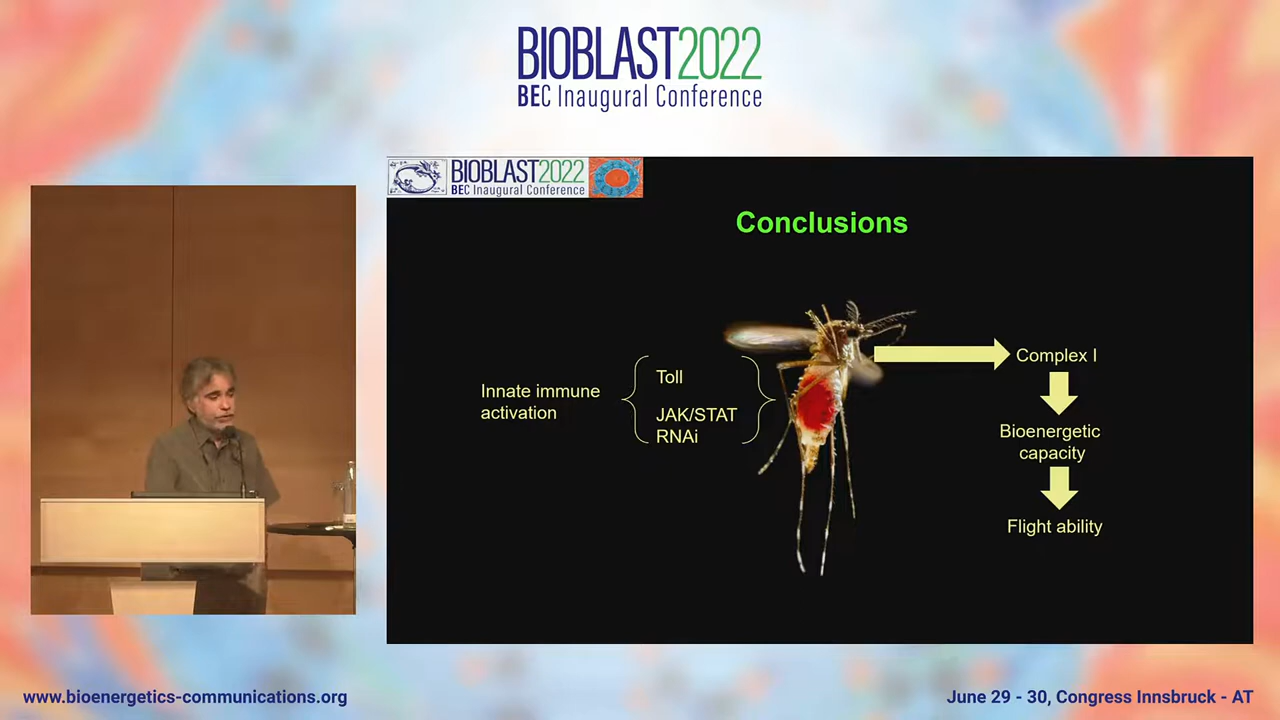 BIOBLAST2022
BEC Inaugural Conference
BIOBLAST2022
BEC Inaugural Conference
Conclusions
Innate immune
activation
Toll
JAK/STAT
RNAi
Complex I
Bioenergetic
capacity
Flight ability
www.bioenergetics-communications.org
June 29 - 30, Congress Innsbruck - AT